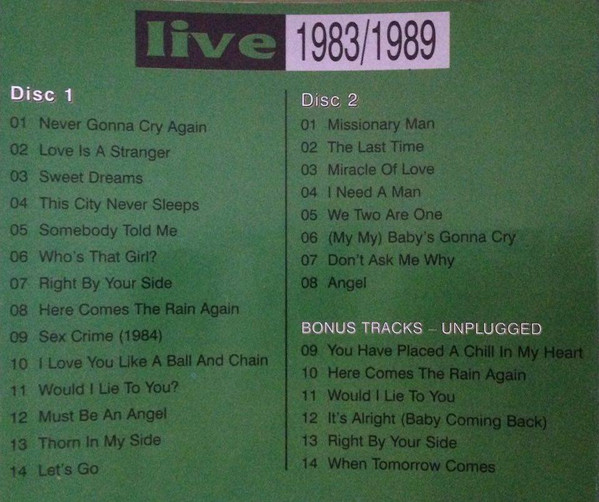 live 1983/1989
Disc 1
01 Never Gonna Cry Again
02 Love Is A Stranger
03 Sweet Dreams
04 This City Never Sleeps
05 Somebody Told Me
06 Who's That Girl?
07 Right By Your Side
08 Here Comes The Rain Again
09 Sex Crime (1984)
10 I Love You Like A Ball And Chain
11 Would I Lie To You?
12 Must Be An Angel
13 Thorn In My Side
14 Let's Go
Disc 2
01 Missionary Man
02 The Last Time
03 Miracle Of Love
04 I Need A Man
05 We Two Are One
06 (My My) Baby's Gonna Cry
07 Don't Ask Me Why
08 Angel
BONUS TRACKS – UNPLUGGED
09 You Have Placed A Chill In My Heart
10 Here Comes The Rain Again
11 Would I Lie To You
12 It's Alright (Baby Coming Back)
13 Right By Your Side
14 When Tomorrow Comes